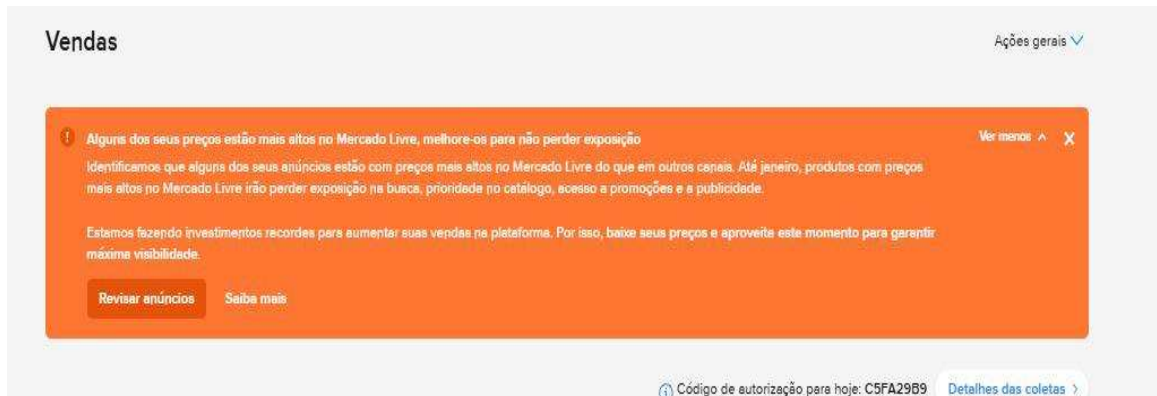 Vendas
Ações gerais
Alguns dos seus preços estão mais altos no Mercado Livre, melhore-os para não perder exposição
Ver menos
X
Identificamos que alguns dos seus anúncios estão com preços mais altos no Mercado Livre do que em outros canais. Até janeiro, produtos com preços
mais altos no Mercado Livre irão perder exposição na busca, prioridade no catálogo, acesso a promoções e a publicidade.
Estamos fazendo investimentos recordes para aumentar suas vendas na plataforma. Por isso, baixe seus preços e aproveite este momento para garantir
máxima visibilidade.
Revisar anúncios
Saiba mais
Código de autorização para hoje: C5FA29B9
Detalhes das coletas